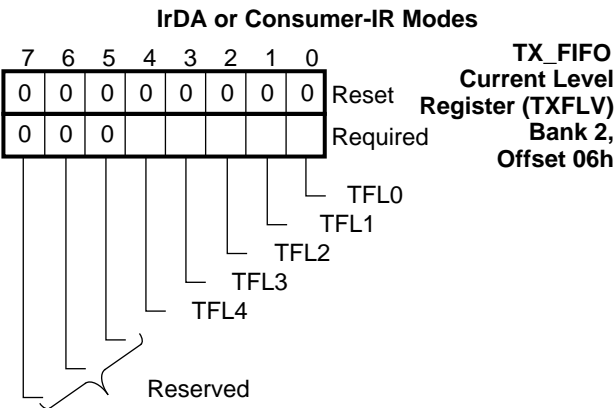 IrDA or Consumer-IR Modes
7 6 5 4 3 2 1 0
TX_FIFO
Current Level
Register (TXFLV)
Bank 2,
Offset 06h
0 0 0 0 0 0 0 0 Reset
0 0 0 Required
TFL0
TFL1
TFL2
TFL3
TFL4
Reserved